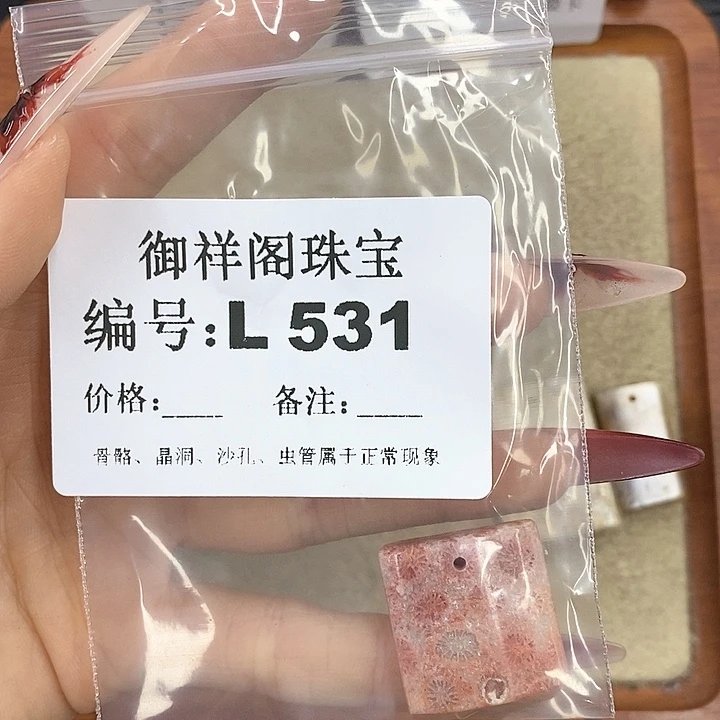 御祥阁珠宝
编号:L 531
价格:____ 备注:____
骨骼、晶洞、沙孔、虫管属于正常现象